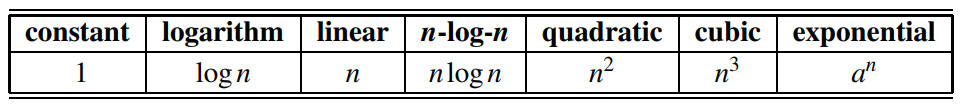 constant logarithm linear n-log-n quadratic cubic exponential
1 log n n n log n n² n³ aⁿ